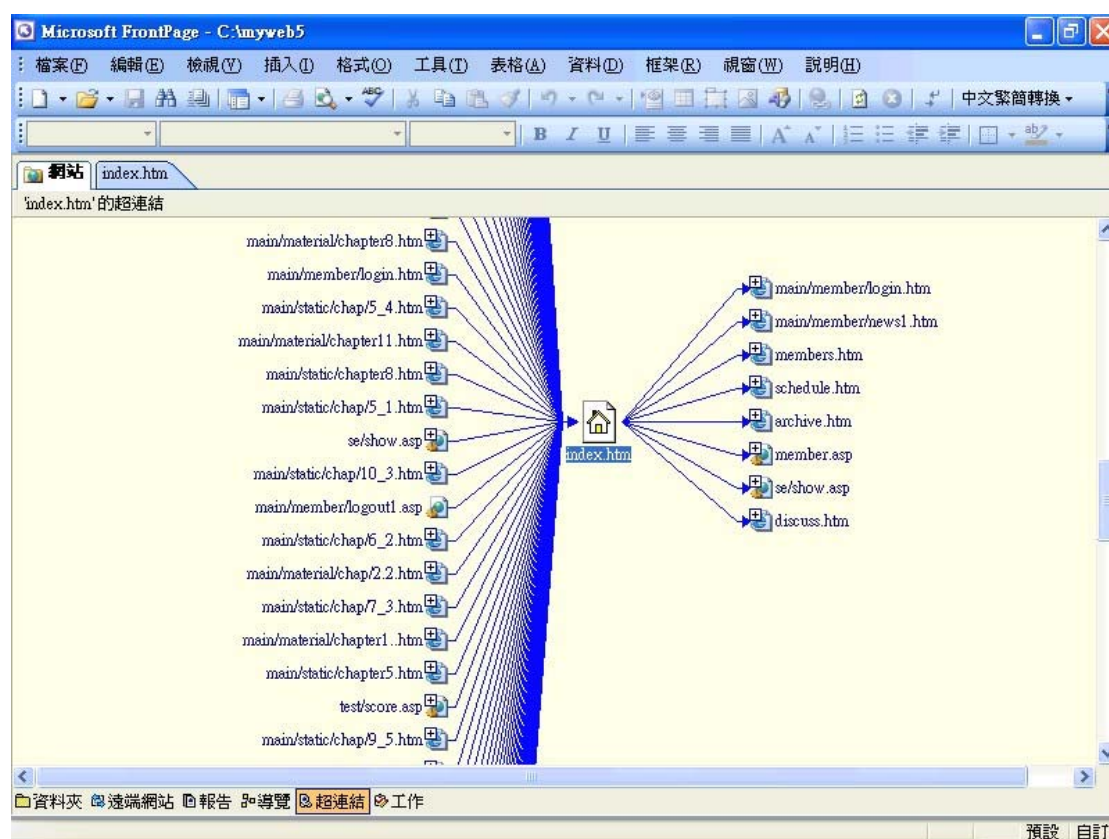 Microsoft FrontPage - C:\myweb5
檔案(F) 編輯(E) 檢視(V) 插入(I) 格式(O) 工具(T) 表格(A) 資料(D) 框架(R) 視窗(W) 說明(H)
ABC 中文繁簡轉換
B I U A A ab
網站 index.htm
'index.htm' 的超連結
main/material/chapter8.htm
main/member/login.htm
main/static/chap/5_4.htm
main/material/chapter11.htm
main/static/chapter8.htm
main/static/chap/5_1.htm
se/show.asp
main/static/chap/10_3.htm
main/member/logout1.asp
main/static/chap/6_2.htm
main/material/chap/2.2.htm
main/static/chap/7_3.htm
main/material/chapter1..htm
main/static/chapter5.htm
test/score.asp
main/static/chap/9_5.htm
index.htm
main/member/login.htm
main/member/news1.htm
members.htm
schedule.htm
archive.htm
member.asp
se/show.asp
discuss.htm
資料夾 遠端網站 報告 導覽 超連結 工作
預設 自訂